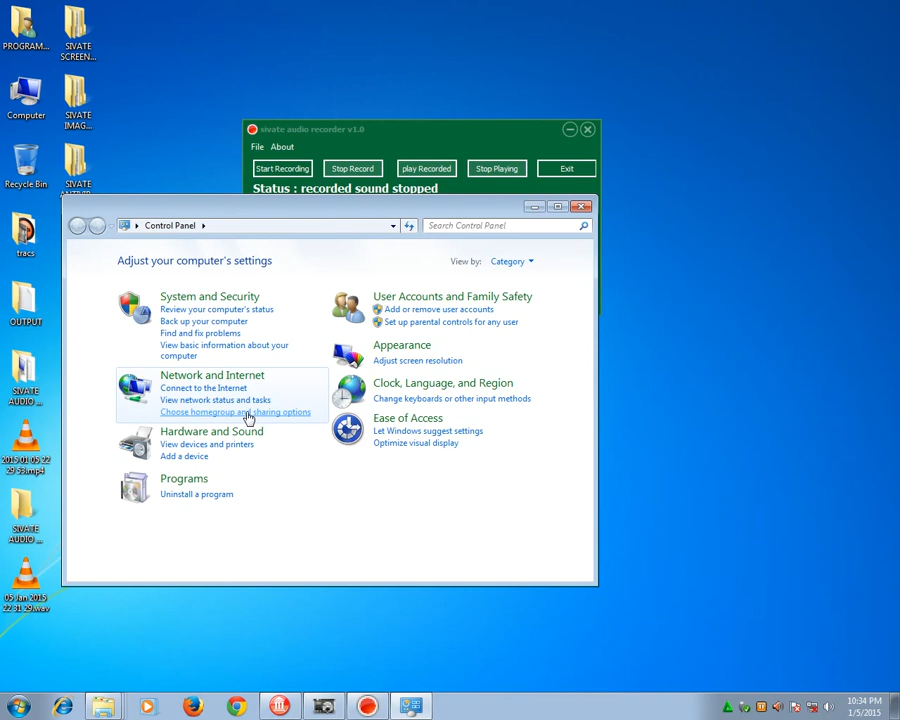 PROGRAM...
SIVATE
SCREEN...
Computer
SIVATE
IMAG...
Recycle Bin
SIVATE
tracs
OUTPUT
SIVATE
AUDIO ...
2015 01 05 22
29 53.mp4
SIVATE
AUDIO ...
05 Jan 2015
22 31 29.wav
sivate audio recorder v1.0
File About
Start Recording Stop Record play Recorded Stop Playing Exit
Status : recorded sound stopped
Control Panel
Search Control Panel
Adjust your computer's settings
View by: Category
System and Security
Review your computer's status
Back up your computer
Find and fix problems
View basic information about your
computer
Network and Internet
Connect to the Internet
View network status and tasks
Choose homegroup and sharing options
Hardware and Sound
View devices and printers
Add a device
Programs
Uninstall a program
User Accounts and Family Safety
Add or remove user accounts
Set up parental controls for any user
Appearance
Adjust screen resolution
Clock, Language, and Region
Change keyboards or other input methods
Ease of Access
Let Windows suggest settings
Optimize visual display
10:34 PM
1/5/2015